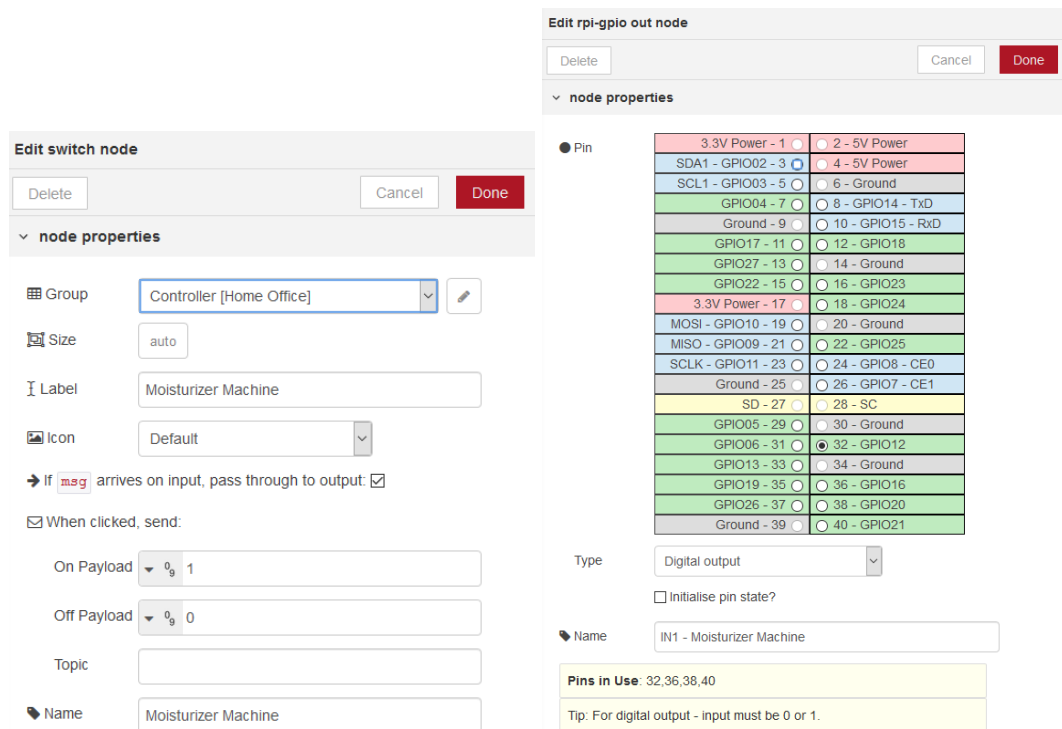 Edit switch node
Delete Cancel Done
node properties
Group Controller [Home Office]
Size auto
Label Moisturizer Machine
Icon Default
If msg arrives on input, pass through to output:
When clicked, send:
On Payload 0 9 1
Off Payload 0 9 0
Topic
Name Moisturizer Machine
Edit rpi-gpio out node
Delete Cancel Done
node properties
Pin
3.3V Power - 1 2 - 5V Power
SDA1 - GPIO02 - 3 4 - 5V Power
SCL1 - GPIO03 - 5 6 - Ground
GPIO04 - 7 8 - GPIO14 - TxD
Ground - 9 10 - GPIO15 - RxD
GPIO17 - 11 12 - GPIO18
GPIO27 - 13 14 - Ground
GPIO22 - 15 16 - GPIO23
3.3V Power - 17 18 - GPIO24
MOSI - GPIO10 - 19 20 - Ground
MISO - GPIO09 - 21 22 - GPIO25
SCLK - GPIO11 - 23 24 - GPIO8 - CE0
Ground - 25 26 - GPIO7 - CE1
SD - 27 28 - SC
GPIO05 - 29 30 - Ground
GPIO06 - 31 32 - GPIO12
GPIO13 - 33 34 - Ground
GPIO19 - 35 36 - GPIO16
GPIO26 - 37 38 - GPIO20
Ground - 39 40 - GPIO21
Type Digital output
Initialise pin state?
Name IN1 - Moisturizer Machine
Pins in Use: 32,36,38,40
Tip: For digital output - input must be 0 or 1.